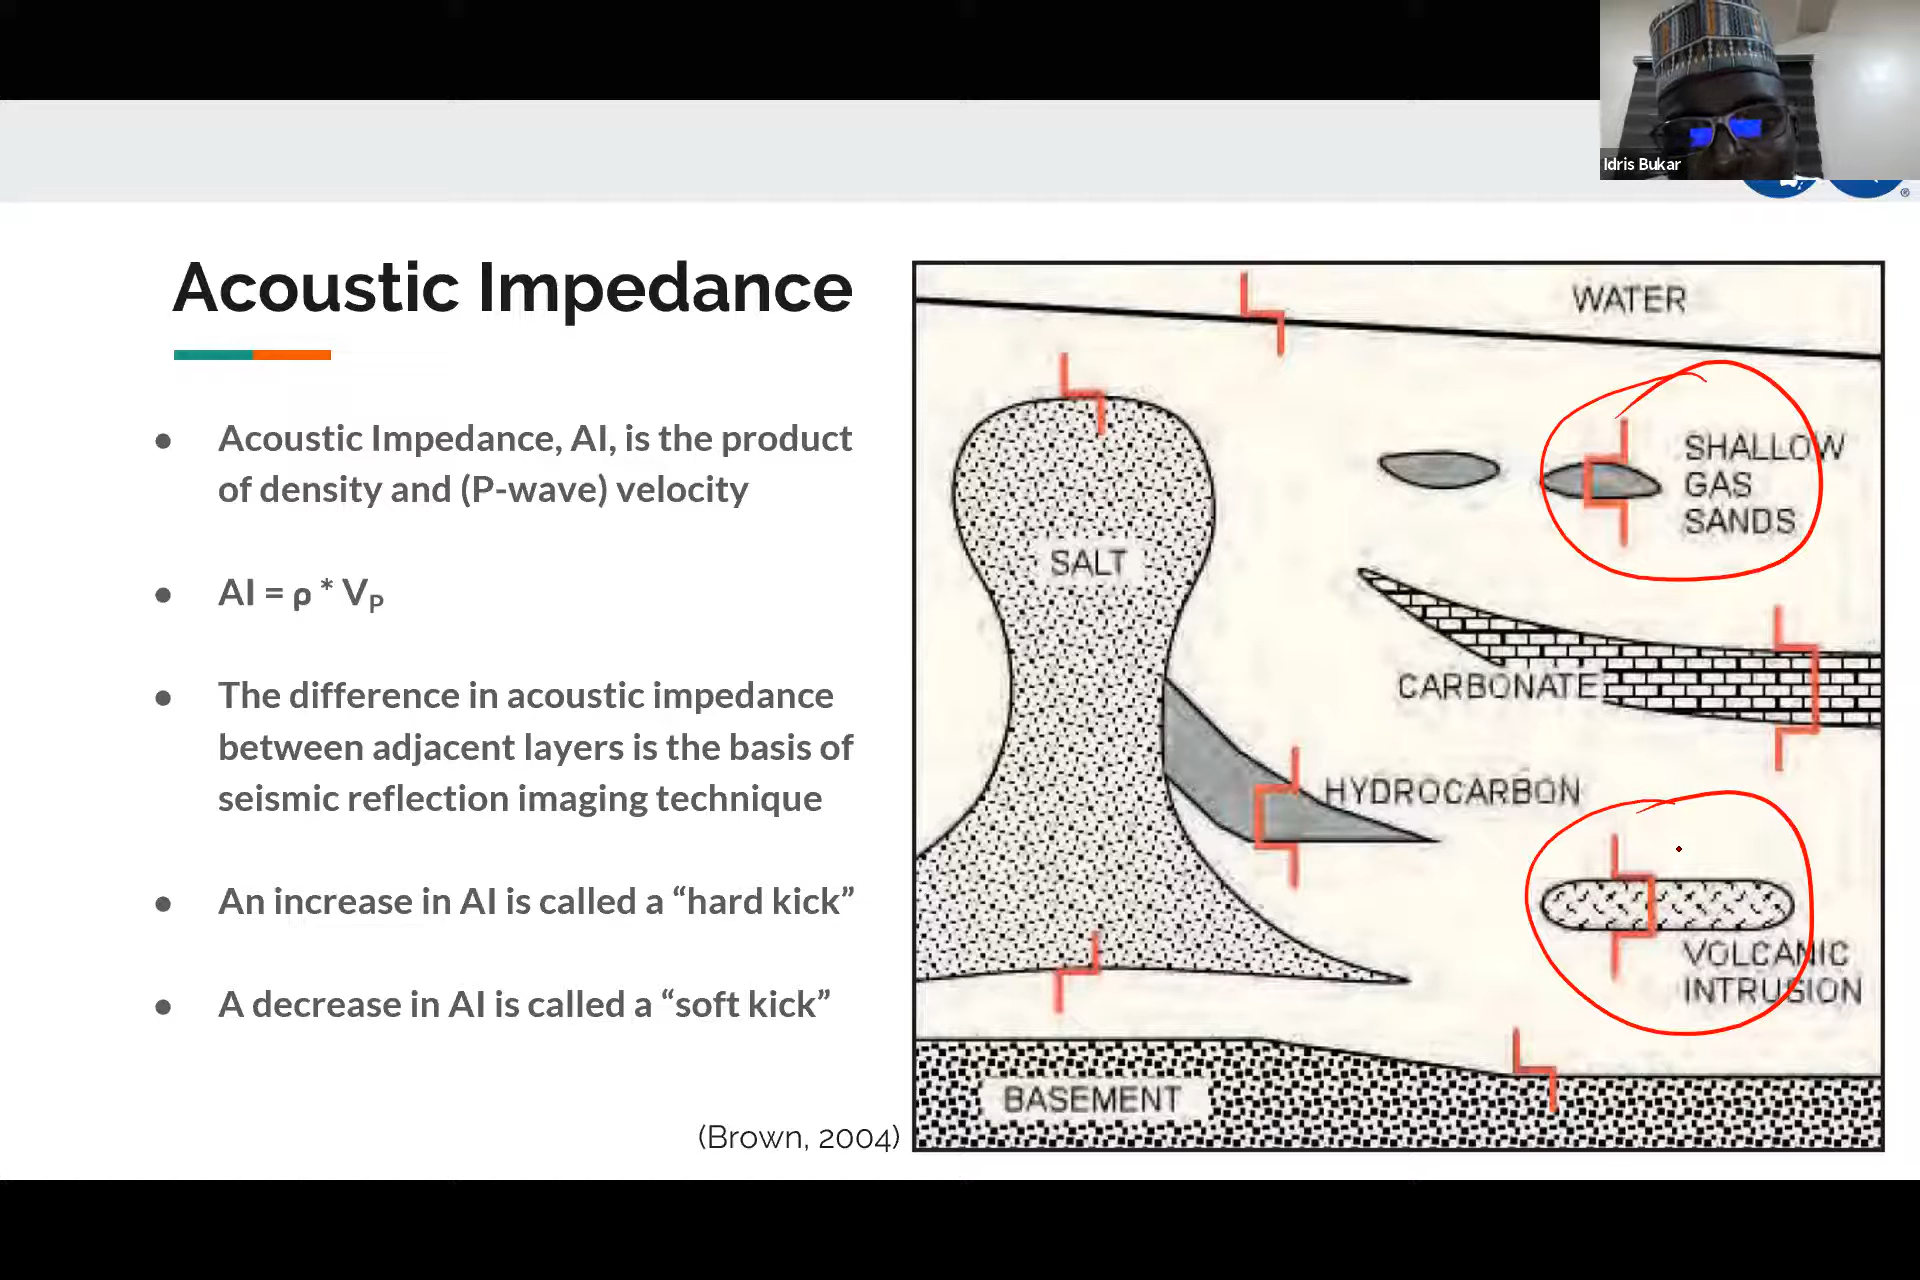 Idris Bukar
®
Acoustic Impedance
● Acoustic Impedance, AI, is the product
of density and (P-wave) velocity
● AI = ρ * VP
● The difference in acoustic impedance
between adjacent layers is the basis of
seismic reflection imaging technique
● An increase in AI is called a “hard kick”
● A decrease in AI is called a “soft kick”
(Brown, 2004)
WATER
SHALLOW
GAS
SANDS
SALT
CARBONATE
HYDROCARBON
VOLCANIC
INTRUSION
BASEMENT